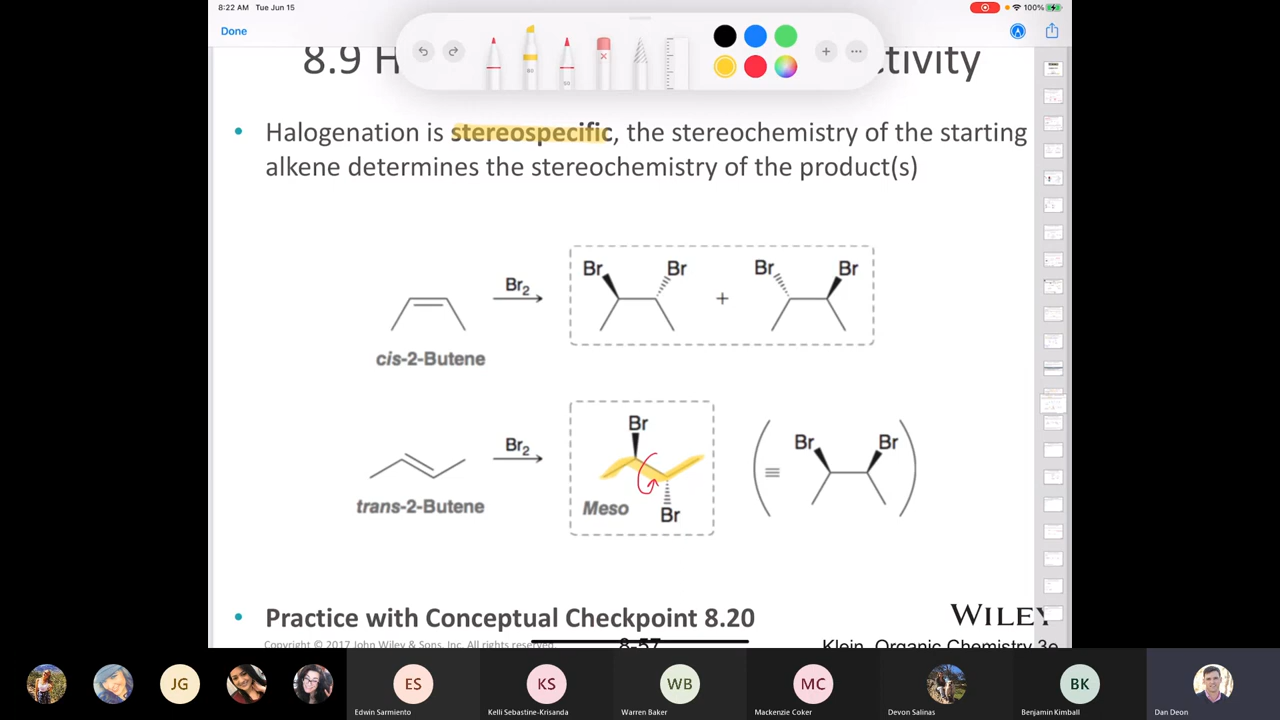 8:22 AM Tue Jun 15
100%
Done
8.9 H
tivity
• Halogenation is stereospecific, the stereochemistry of the starting
alkene determines the stereochemistry of the product(s)
Br2
Br Br + Br Br
cis-2-Butene
Br2
Br
Meso
Br
≡ Br Br
trans-2-Butene
• Practice with Conceptual Checkpoint 8.20
WILEY
Copyright © 2017 John Wiley & Sons, Inc. All rights reserved.
8-57
Klein, Organic Chemistry 3e
JG
ES
KS
WB
MC
BK
Edwin Sarmiento
Kelli Sebastine-Krisanda
Warren Baker
Mackenzie Coker
Devon Salinas
Benjamin Kimball
Dan Deon